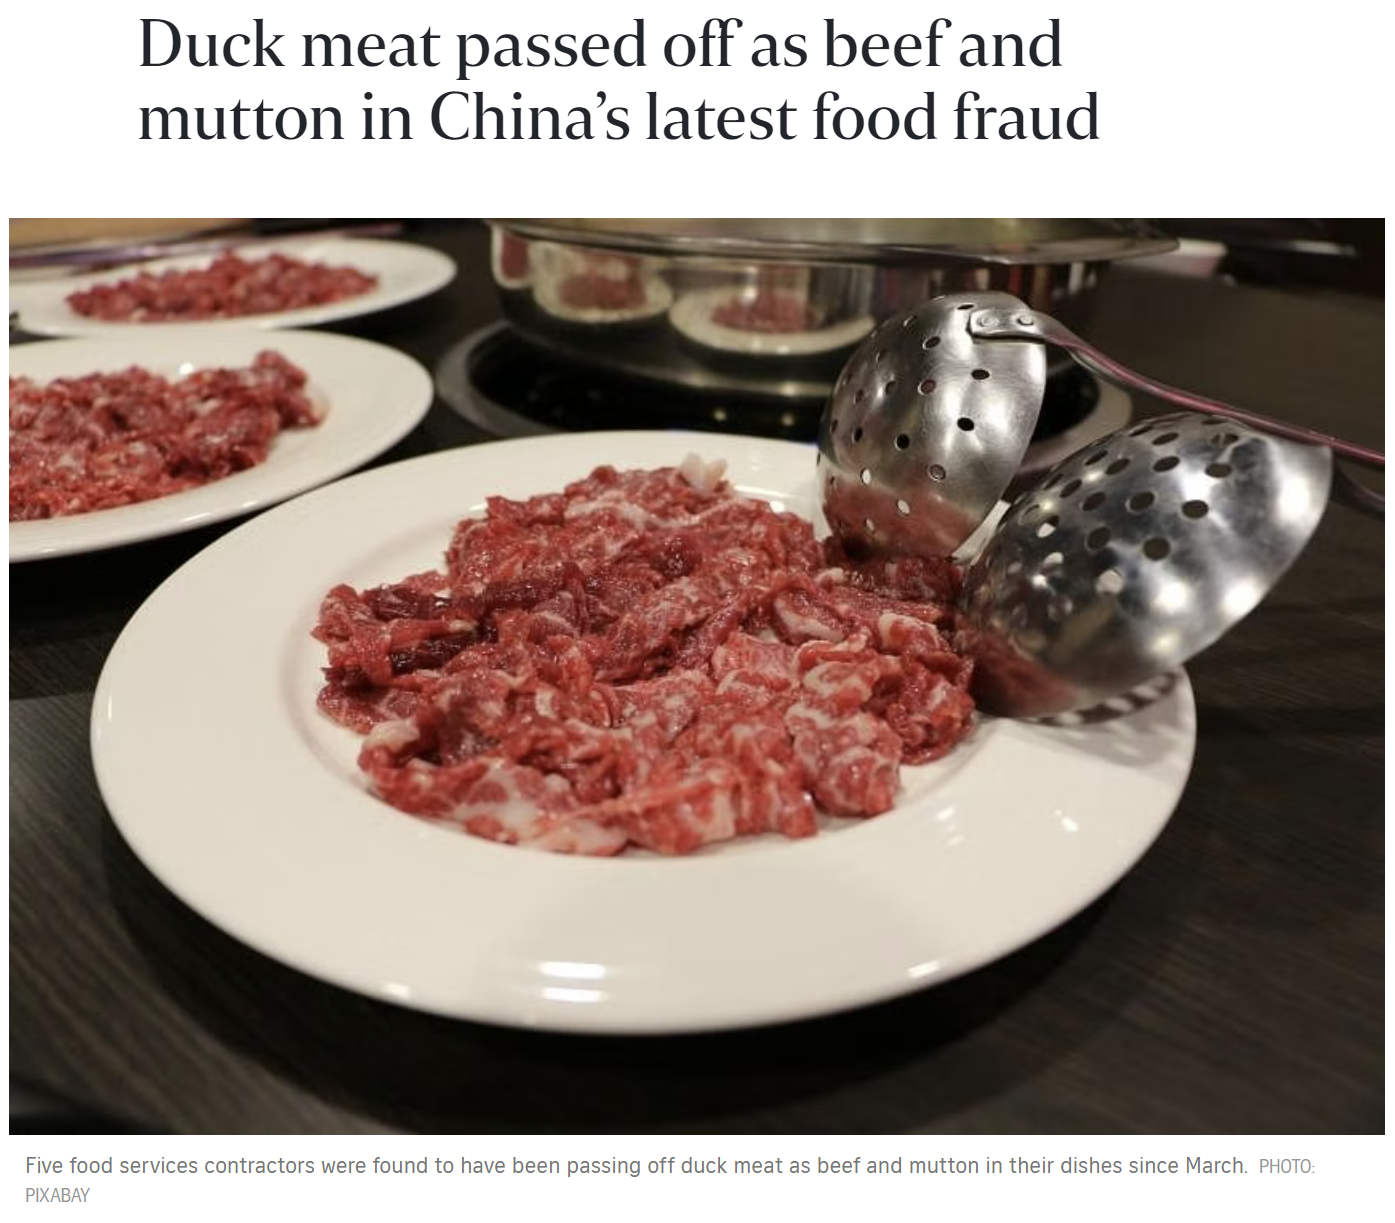 Duck meat passed off as beef and
mutton in China’s latest food fraud
Five food services contractors were found to have been passing off duck meat as beef and mutton in their dishes since March. PHOTO:
PIXABAY